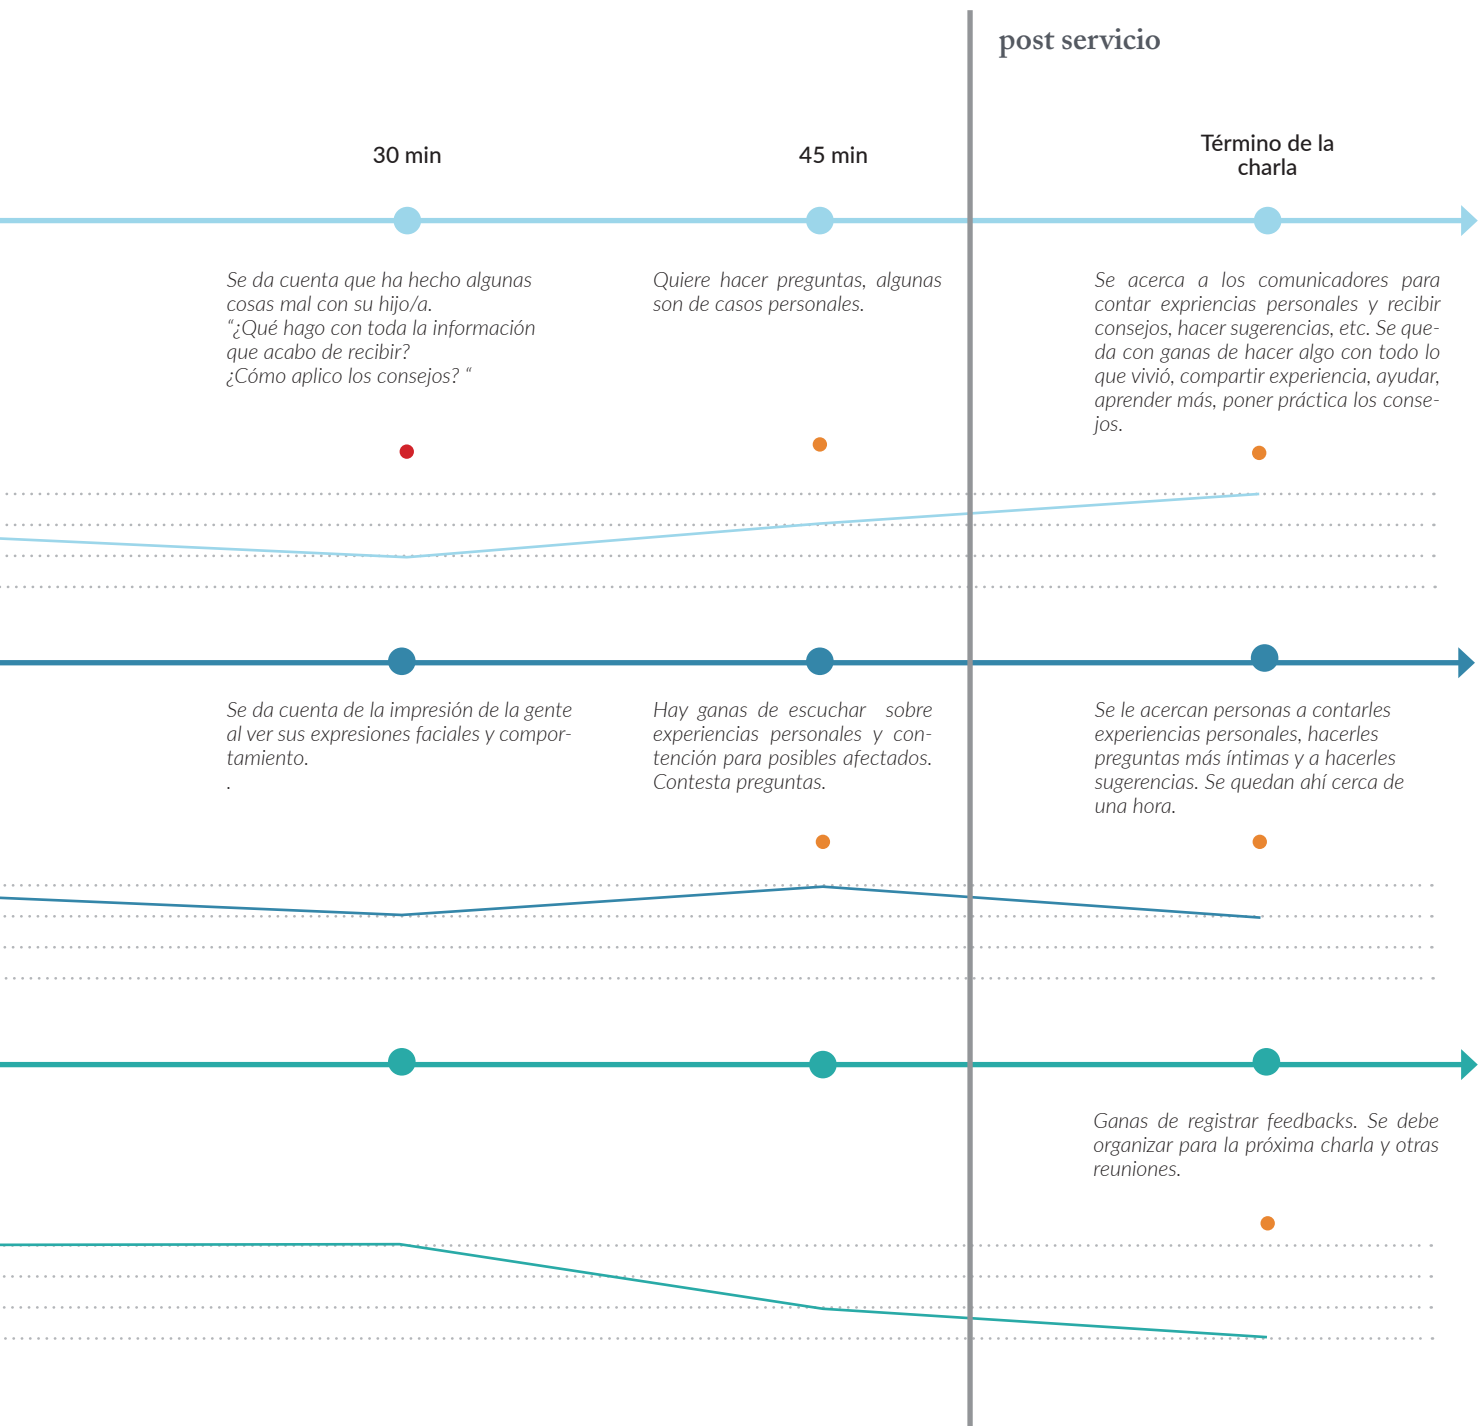 post servicio
30 min
45 min
Término de la
charla
Se da cuenta que ha hecho algunas
cosas mal con su hijo/a.
“¿Qué hago con toda la información
que acabo de recibir?
¿Cómo aplico los consejos? “
Quiere hacer preguntas, algunas
son de casos personales.
Se acerca a los comunicadores para
contar expriencias personales y recibir
consejos, hacer sugerencias, etc. Se que-
da con ganas de hacer algo con todo lo
que vivió, compartir experiencia, ayudar,
aprender más, poner práctica los conse-
jos.
Se da cuenta de la impresión de la gente
al ver sus expresiones faciales y compor-
tamiento.
.
Hay ganas de escuchar sobre
experiencias personales y con-
tención para posibles afectados.
Contesta preguntas.
Se le acercan personas a contarles
experiencias personales, hacerles
preguntas más íntimas y a hacerles
sugerencias. Se quedan ahí cerca de
una hora.
Ganas de registrar feedbacks. Se debe
organizar para la próxima charla y otras
reuniones.